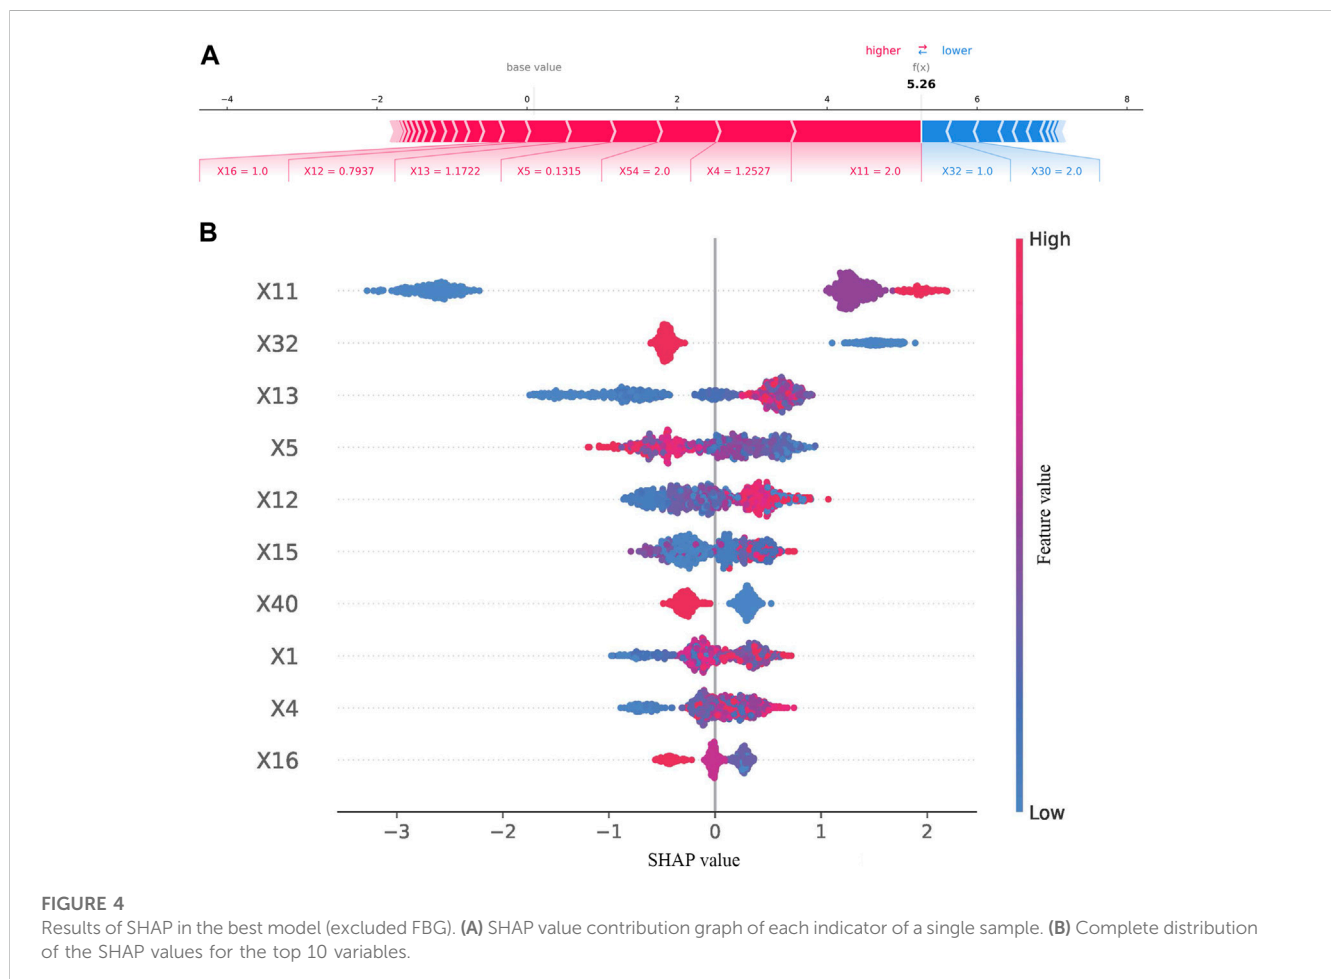 A
higher ⇄ lower
base value
f(x)
5.26
−4 −2 0 2 4 6 8
X16 = 1.0 X12 = 0.7937 X13 = 1.1722 X5 = 0.1315 X54 = 2.0 X4 = 1.2527 X11 = 2.0 X32 = 1.0 X30 = 2.0
B
High
X11
X32
X13
X5
X12
X15
X40
X1
X4
X16
Feature value
Low
−3 −2 −1 0 1 2
SHAP value
FIGURE 4
Results of SHAP in the best model (excluded FBG). (A) SHAP value contribution graph of each indicator of a single sample. (B) Complete distribution
of the SHAP values for the top 10 variables.